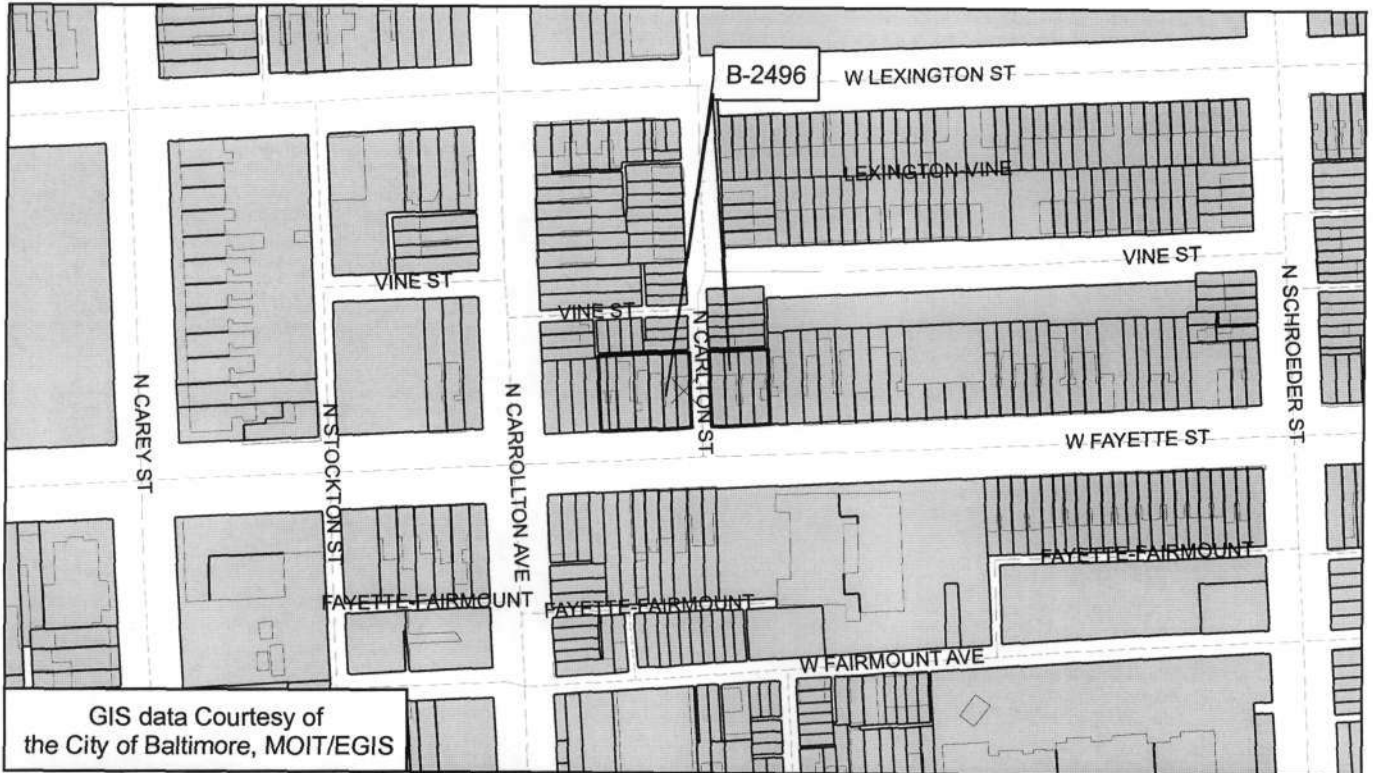 B-2496
W LEXINGTON ST
LEXINGTON-VINE
VINE ST
VINE ST
VINE ST
N CAREY ST
N STOCKTON ST
N CARROLLTON AVE
N CARLTON ST
N SCHROEDER ST
W FAYETTE ST
FAYETTE-FAIRMOUNT
FAYETTE-FAIRMOUNT
FAYETTE-FAIRMOUNT
W FAIRMOUNT AVE
GIS data Courtesy of
the City of Baltimore, MOIT/EGIS